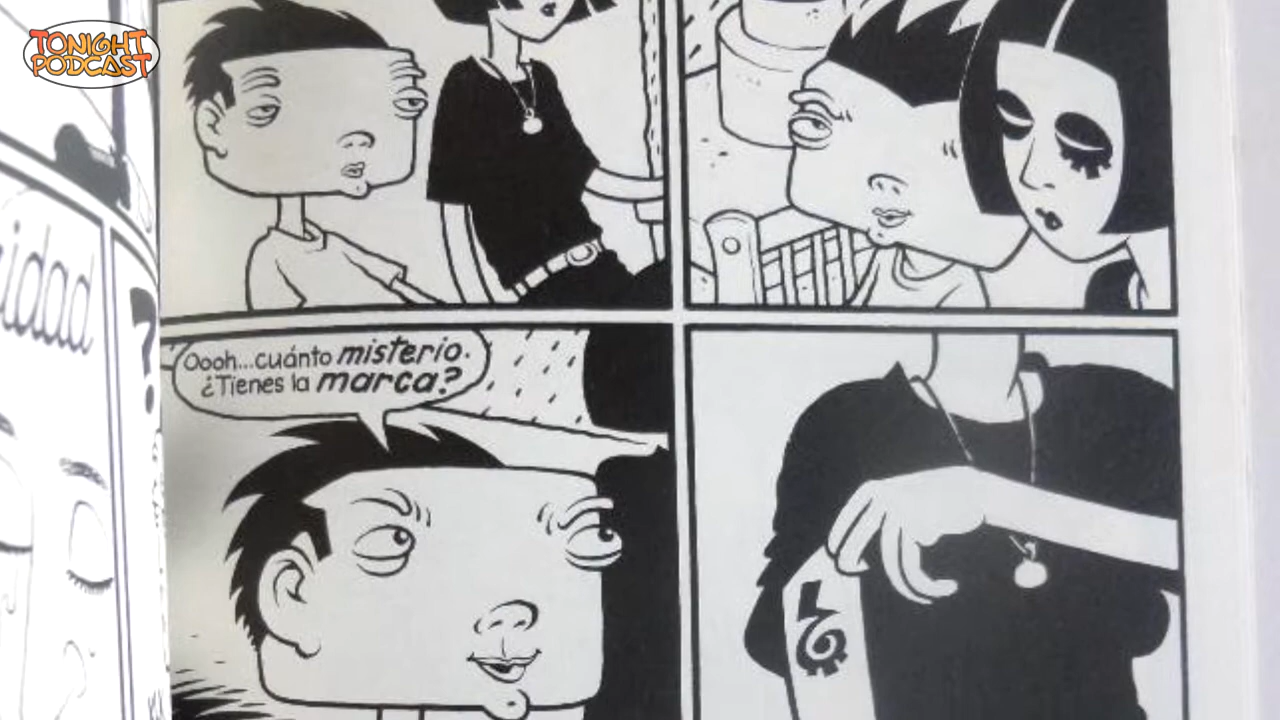 TONIGHT
PODCAST
idad
?
Oooh...cuánto misterio.
¿Tienes la marca?